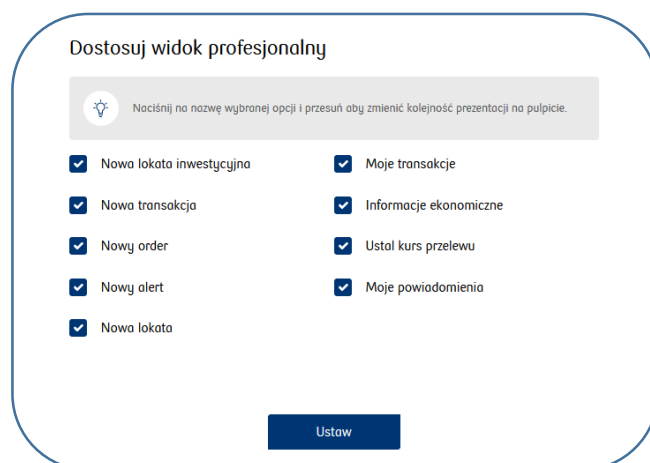 Dostosuj widok profesjonalny
Naciśnij na nazwę wybranej opcji i przesuń aby zmienić kolejność prezentacji na pulpicie.
Nowa lokata inwestycyjna
Nowa transakcja
Nowy order
Nowy alert
Nowa lokata
Moje transakcje
Informacje ekonomiczne
Ustal kurs przelewu
Moje powiadomienia
Ustaw